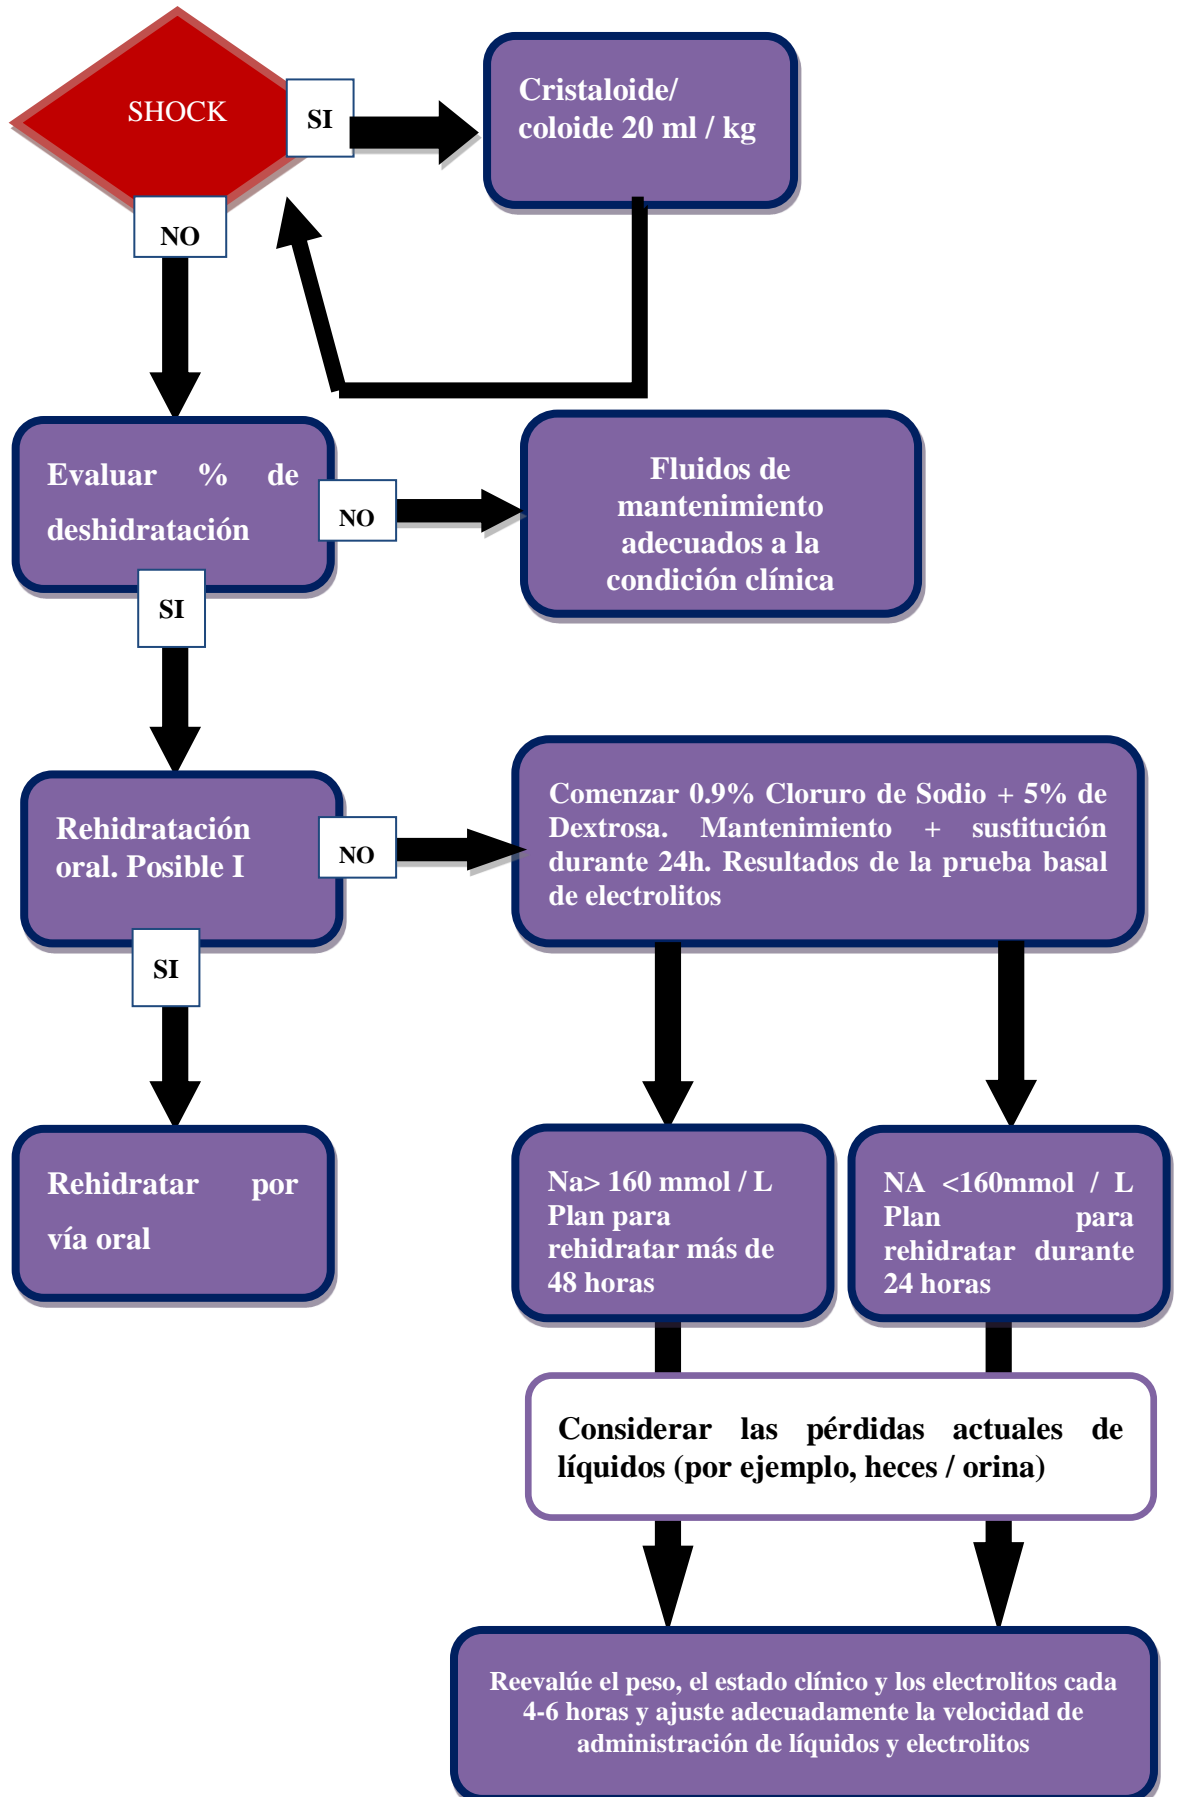 SHOCK
SI
Cristaloide/
coloide 20 ml / kg
NO
Evaluar % de
deshidratación
NO
Fluidos de
mantenimiento
adecuados a la
condición clínica
SI
Rehidratación
oral. Posible I
NO
Comenzar 0.9% Cloruro de Sodio + 5% de
Dextrosa. Mantenimiento + sustitución
durante 24h. Resultados de la prueba basal
de electrolitos
SI
Rehidratar por
vía oral
Na> 160 mmol / L
Plan para
rehidratar más de
48 horas
NA <160mmol / L
Plan para
rehidratar durante
24 horas
Considerar las pérdidas actuales de
líquidos (por ejemplo, heces / orina)
Reevalúe el peso, el estado clínico y los electrolitos cada
4-6 horas y ajuste adecuadamente la velocidad de
administración de líquidos y electrolitos